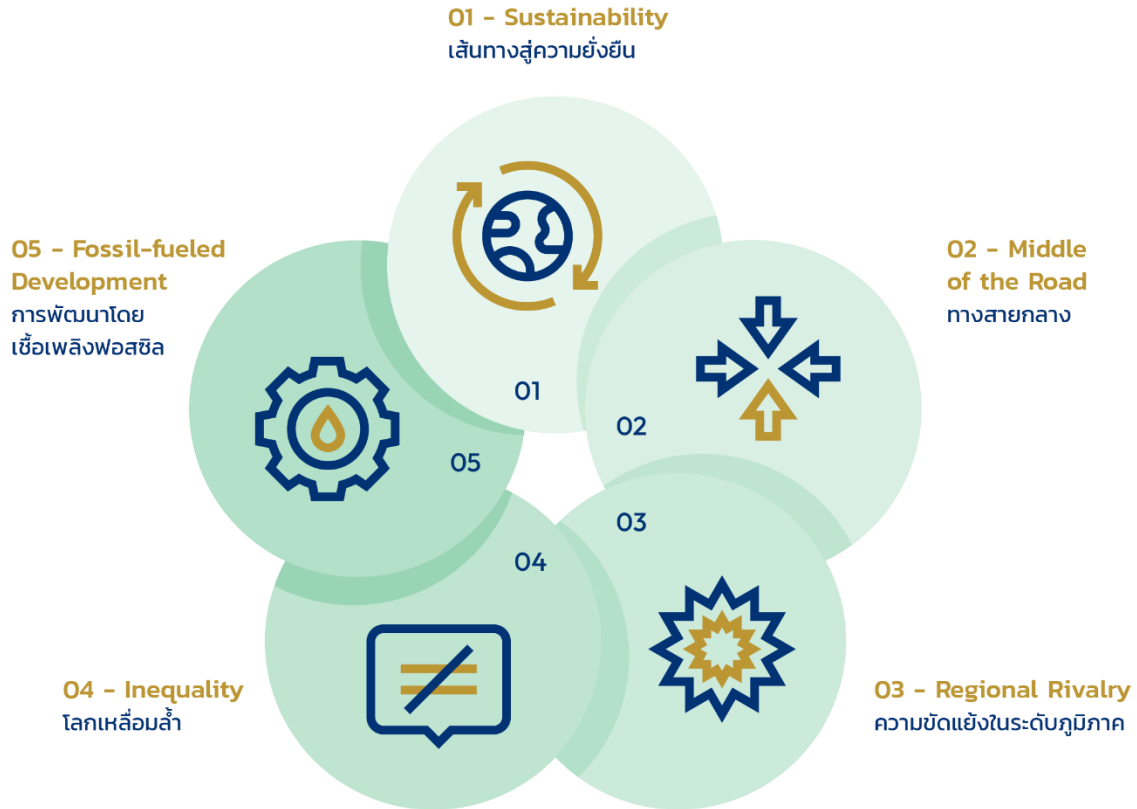 01 - Sustainability
เส้นทางสู่ความยั่งยืน
05 - Fossil-fueled
Development
การพัฒนาโดย
เชื้อเพลิงฟอสซิล
02 - Middle
of the Road
ทางสายกลาง
01
02
05
03
04
04 - Inequality
โลกเหลื่อมล้ำ
03 - Regional Rivalry
ความขัดแย้งในระดับภูมิภาค